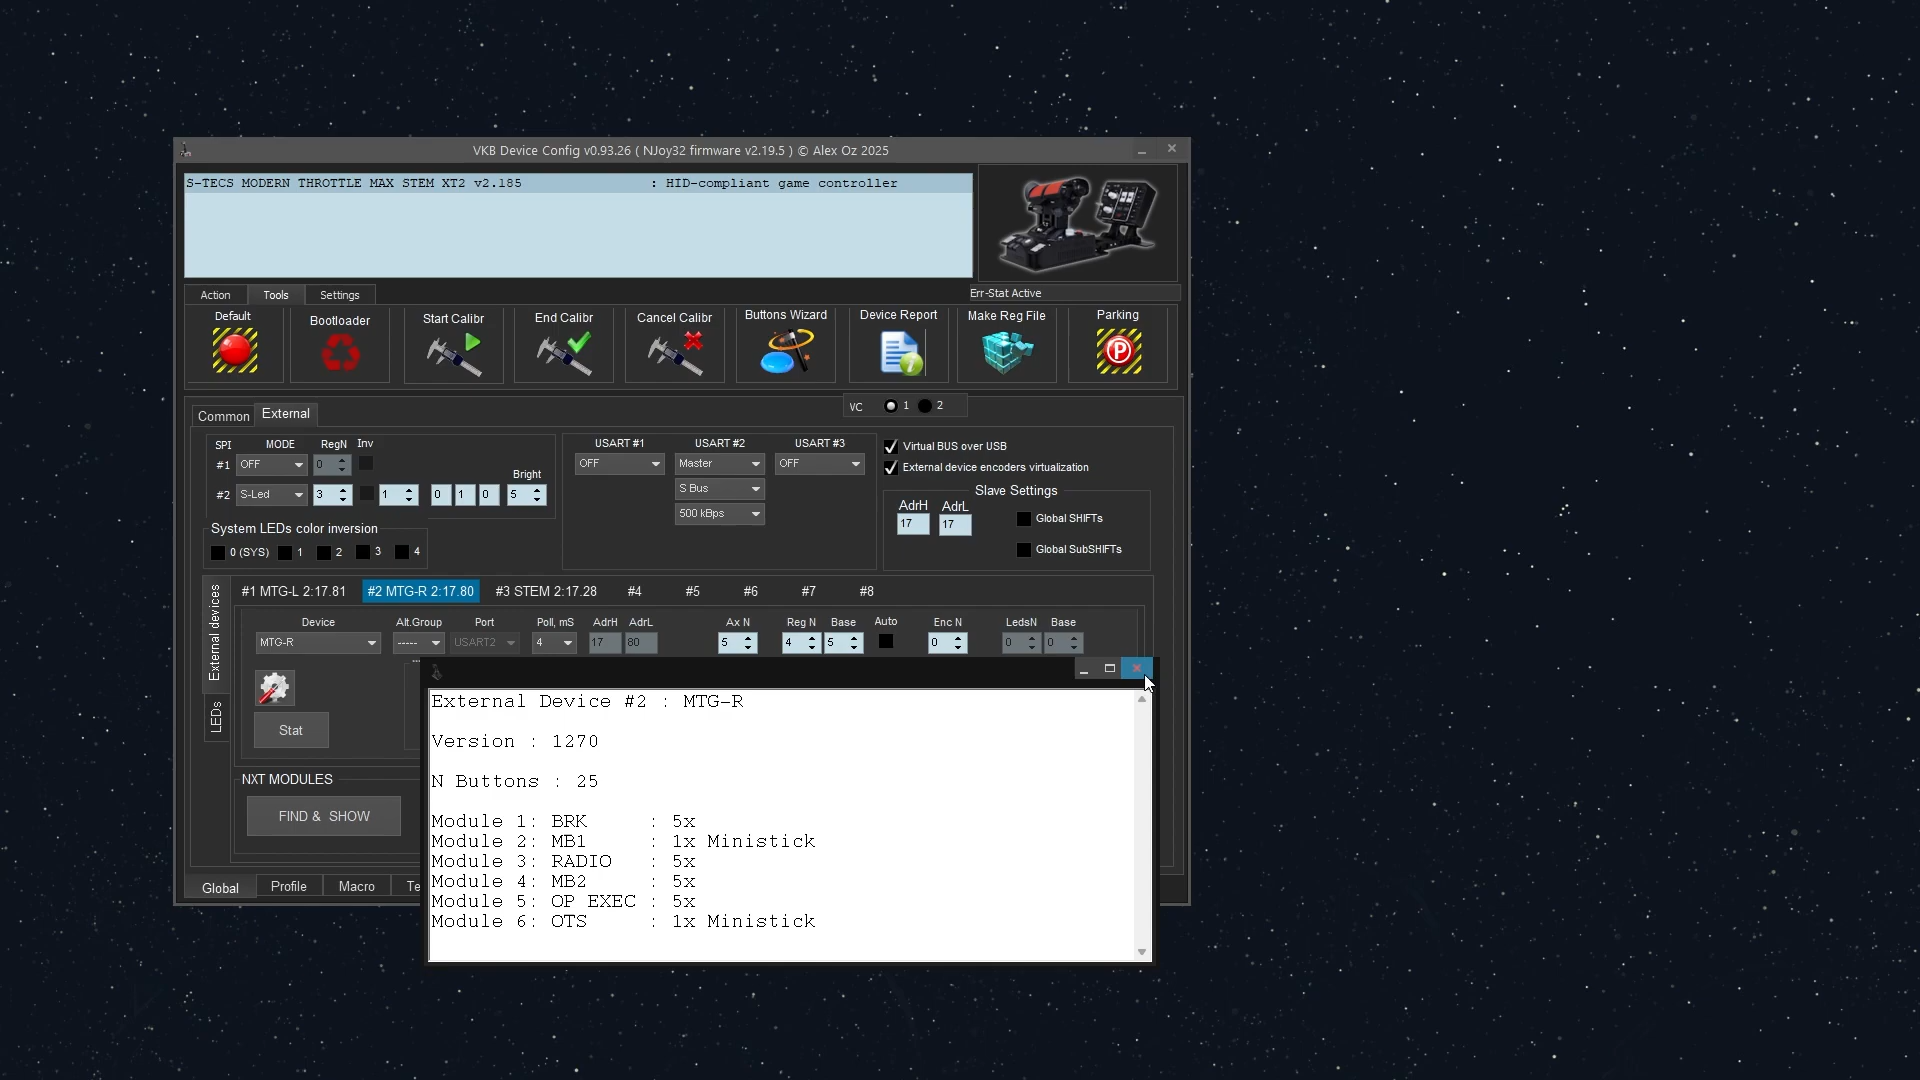 VKB Device Config v0.93.26 ( NJoy32 firmware v2.19.5 ) © Alex Oz 2025
S-TECS MODERN THROTTLE MAX STEM XT2 v2.185 : HID-compliant game controller
Action Tools Settings
Err-Stat Active
Default Bootloader Start Calibr End Calibr Cancel Calibr Buttons Wizard Device Report Make Reg File Parking
Common External
VC 1 2
SPI MODE RegN Inv
#1 OFF 0
Bright
#2 S-Led 3 1 0 1 0 5
System LEDs color inversion
0 (SYS) 1 2 3 4
USART #1 USART #2 USART #3
OFF Master OFF
S Bus
500 kBps
Virtual BUS over USB
External device encoders virtualization
Slave Settings
AdrH AdrL
17 17
Global SHIFTs
Global SubSHIFTs
External devices
LEDs
#1 MTG-L 2:17.81 #2 MTG-R 2:17.80 #3 STEM 2:17.28 #4 #5 #6 #7 #8
Device Alt.Group Port Poll, mS AdrH AdrL Ax N Reg N Base Auto Enc N LedsN Base
MTG-R ----- USART2 4 17 80 5 4 5 0 0 0
Stat
NXT MODULES
FIND & SHOW
Global Profile Macro Te
External Device #2 : MTG-R
Version : 1270
N Buttons : 25
Module 1: BRK : 5x
Module 2: MB1 : 1x Ministick
Module 3: RADIO : 5x
Module 4: MB2 : 5x
Module 5: OP EXEC : 5x
Module 6: OTS : 1x Ministick